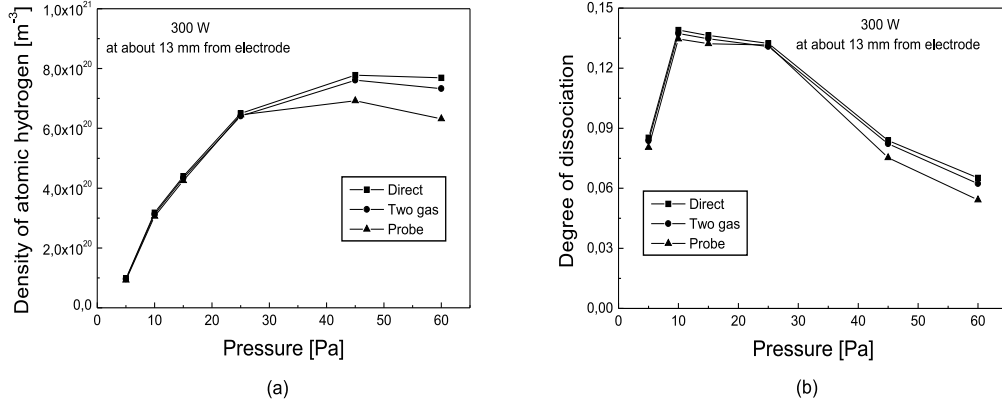 300 W
at about 13 mm from electrode
Density of atomic hydrogen [m-3]
1,0x10^21
8,0x10^20
6,0x10^20
4,0x10^20
2,0x10^20
0,0
Direct
Two gas
Probe
0 10 20 30 40 50 60
Pressure [Pa]
(a)
300 W
at about 13 mm from electrode
Degree of dissociation
0,15
0,12
0,09
0,06
0,03
0,00
Direct
Two gas
Probe
0 10 20 30 40 50 60
Pressure [Pa]
(b)